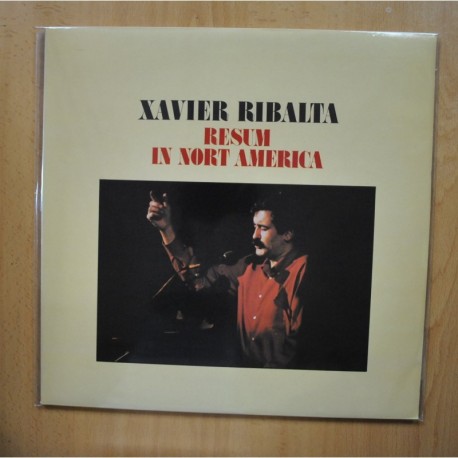 XAVIER RIBALTA
RESUM
IN NORT AMERICA